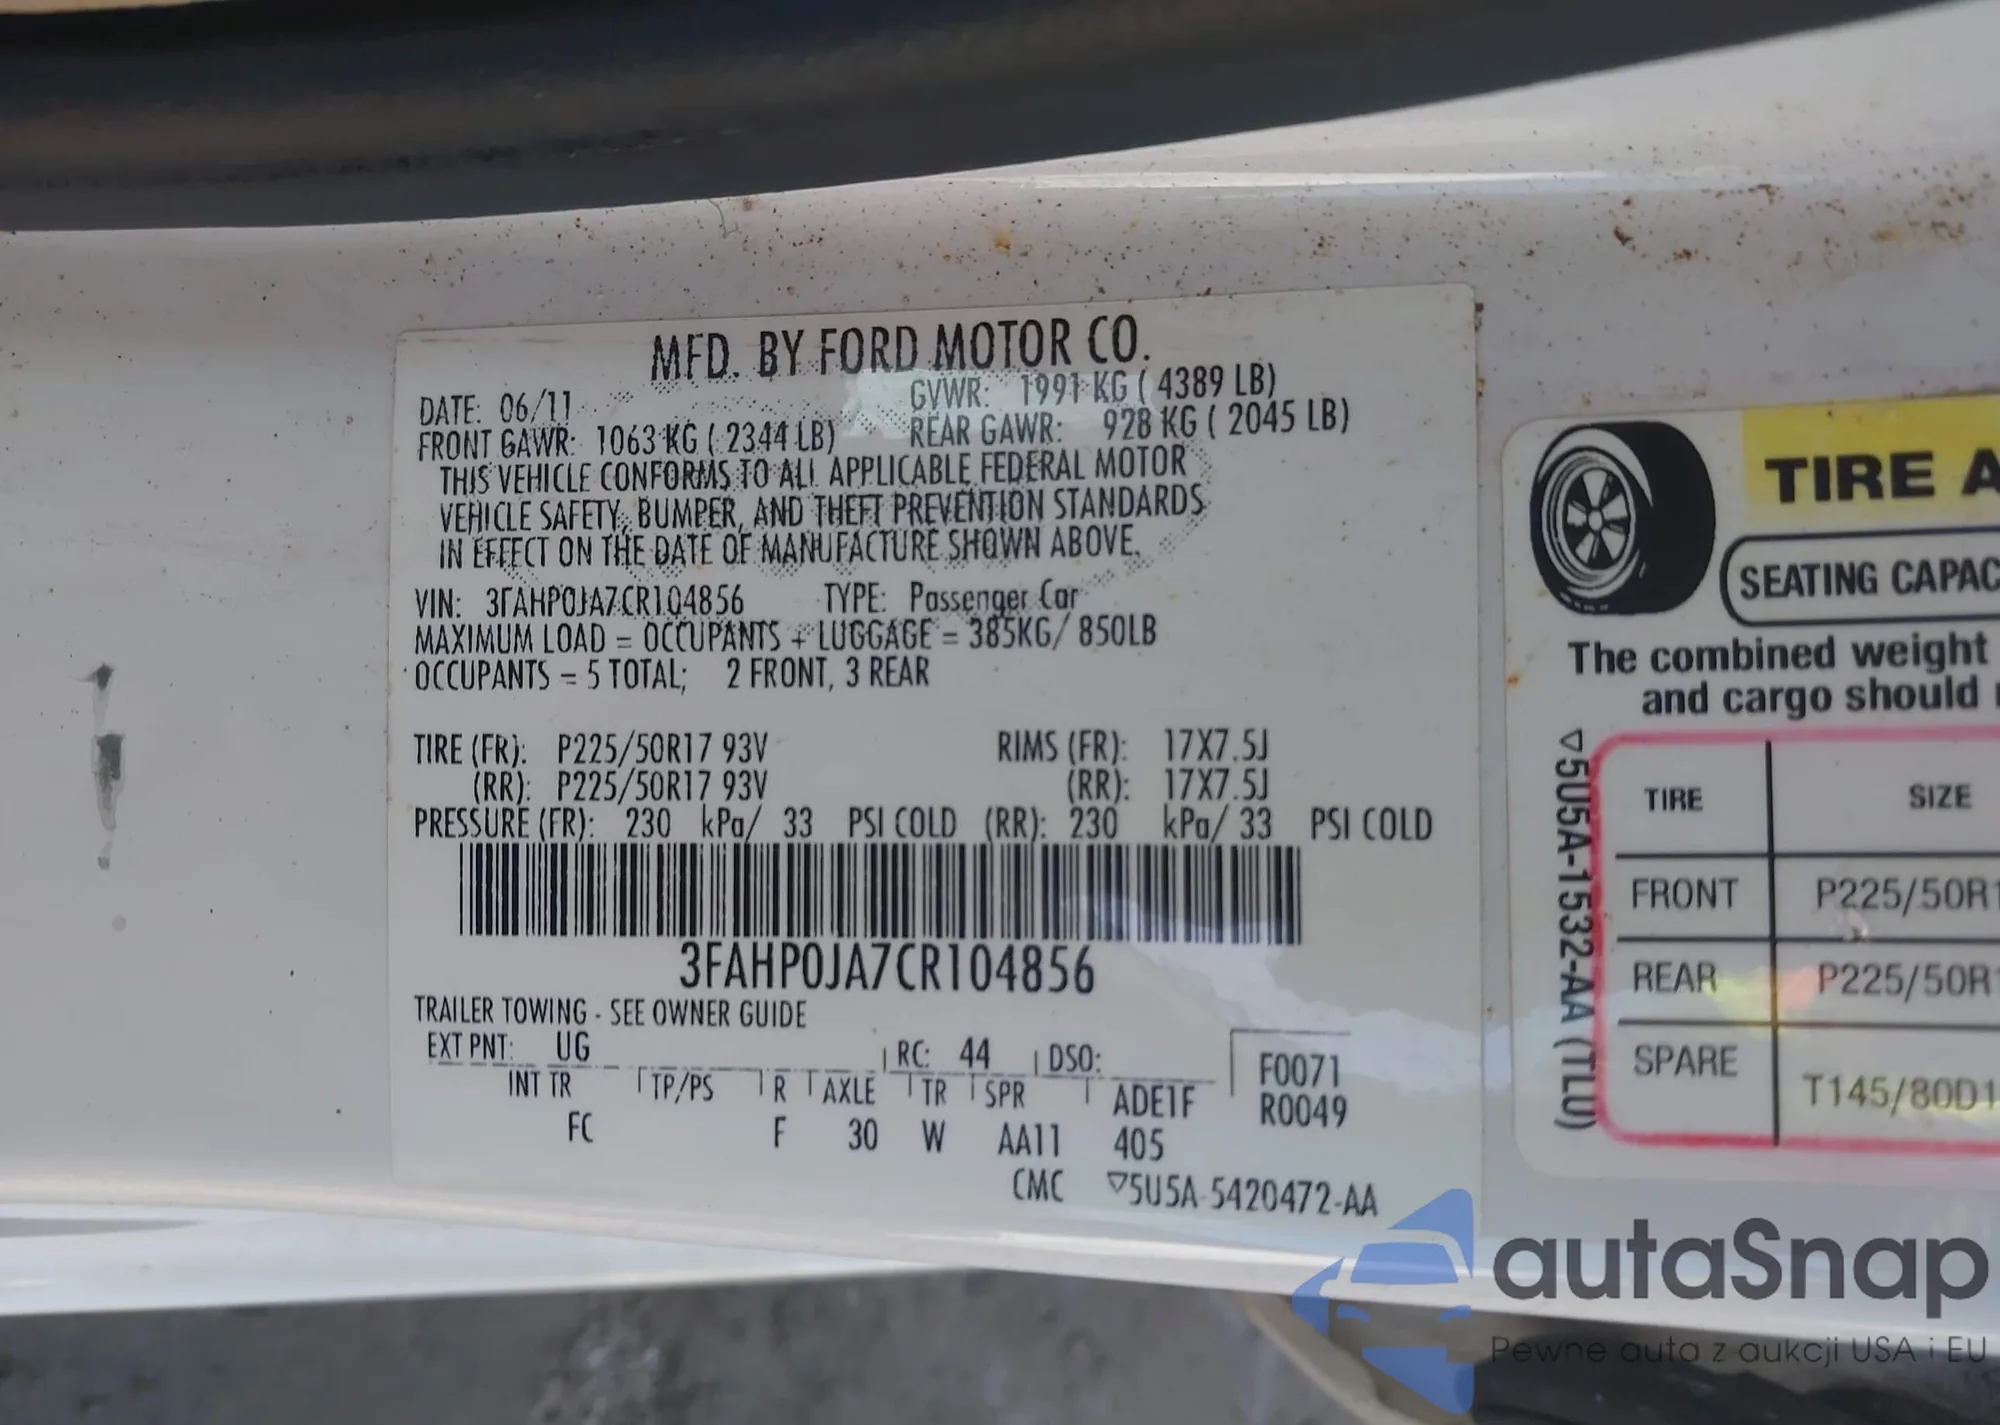 MFD. BY FORD MOTOR CO.
DATE: 06/11 GVWR: 1991 KG ( 4389 LB)
FRONT GAWR: 1063 KG ( 2344 LB) REAR GAWR: 928 KG ( 2045 LB)
THIS VEHICLE CONFORMS TO ALL APPLICABLE FEDERAL MOTOR
VEHICLE SAFETY, BUMPER, AND THEFT PREVENTION STANDARDS
IN EFFECT ON THE DATE OF MANUFACTURE SHOWN ABOVE.
VIN: 3FAHP0JA7CR104856 TYPE: Passenger Car
MAXIMUM LOAD = OCCUPANTS + LUGGAGE = 385KG/ 850LB
OCCUPANTS = 5 TOTAL; 2 FRONT, 3 REAR
TIRE (FR): P225/50R17 93V RIMS (FR): 17X7.5J
(RR): P225/50R17 93V (RR): 17X7.5J
PRESSURE (FR): 230 kPa/ 33 PSI COLD (RR): 230 kPa/ 33 PSI COLD
3FAHP0JA7CR104856
TRAILER TOWING - SEE OWNER GUIDE
EXT PNT: UG RC: 44 DSO: F0071
INT TR TP/PS R AXLE TR SPR ADE1F R0049
FC F 30 W AA11 405
CMC ▽5U5A-5420472-AA
TIRE A
SEATING CAPAC
The combined weight
and cargo should
▽5U5A-1532-AA (TLU)
TIRE SIZE
FRONT P225/50R1
REAR P225/50R1
SPARE T145/80D1
autaSnap
Pewne auta z aukcji USA i EU